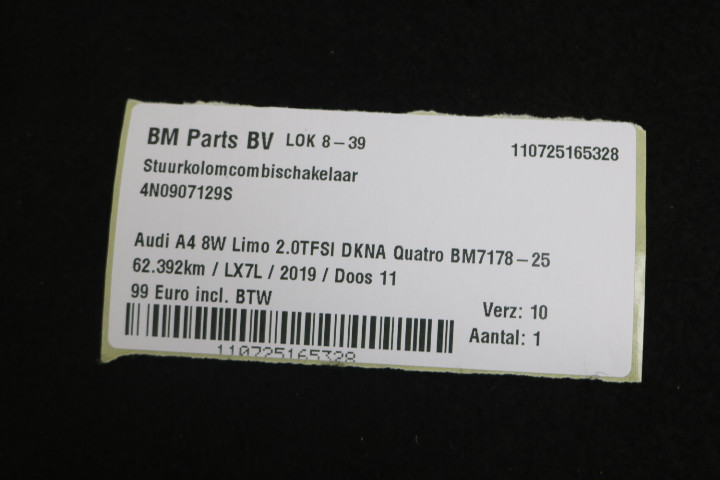 BM Parts BV LOK 8-39 110725165328
Stuurkolomcombischakelaar
4N0907129S
Audi A4 8W Limo 2.0TFSI DKNA Quatro BM7178-25
62.392km / LX7L / 2019 / Doos 11
99 Euro incl. BTW Verz: 10
Aantal: 1
110725165328